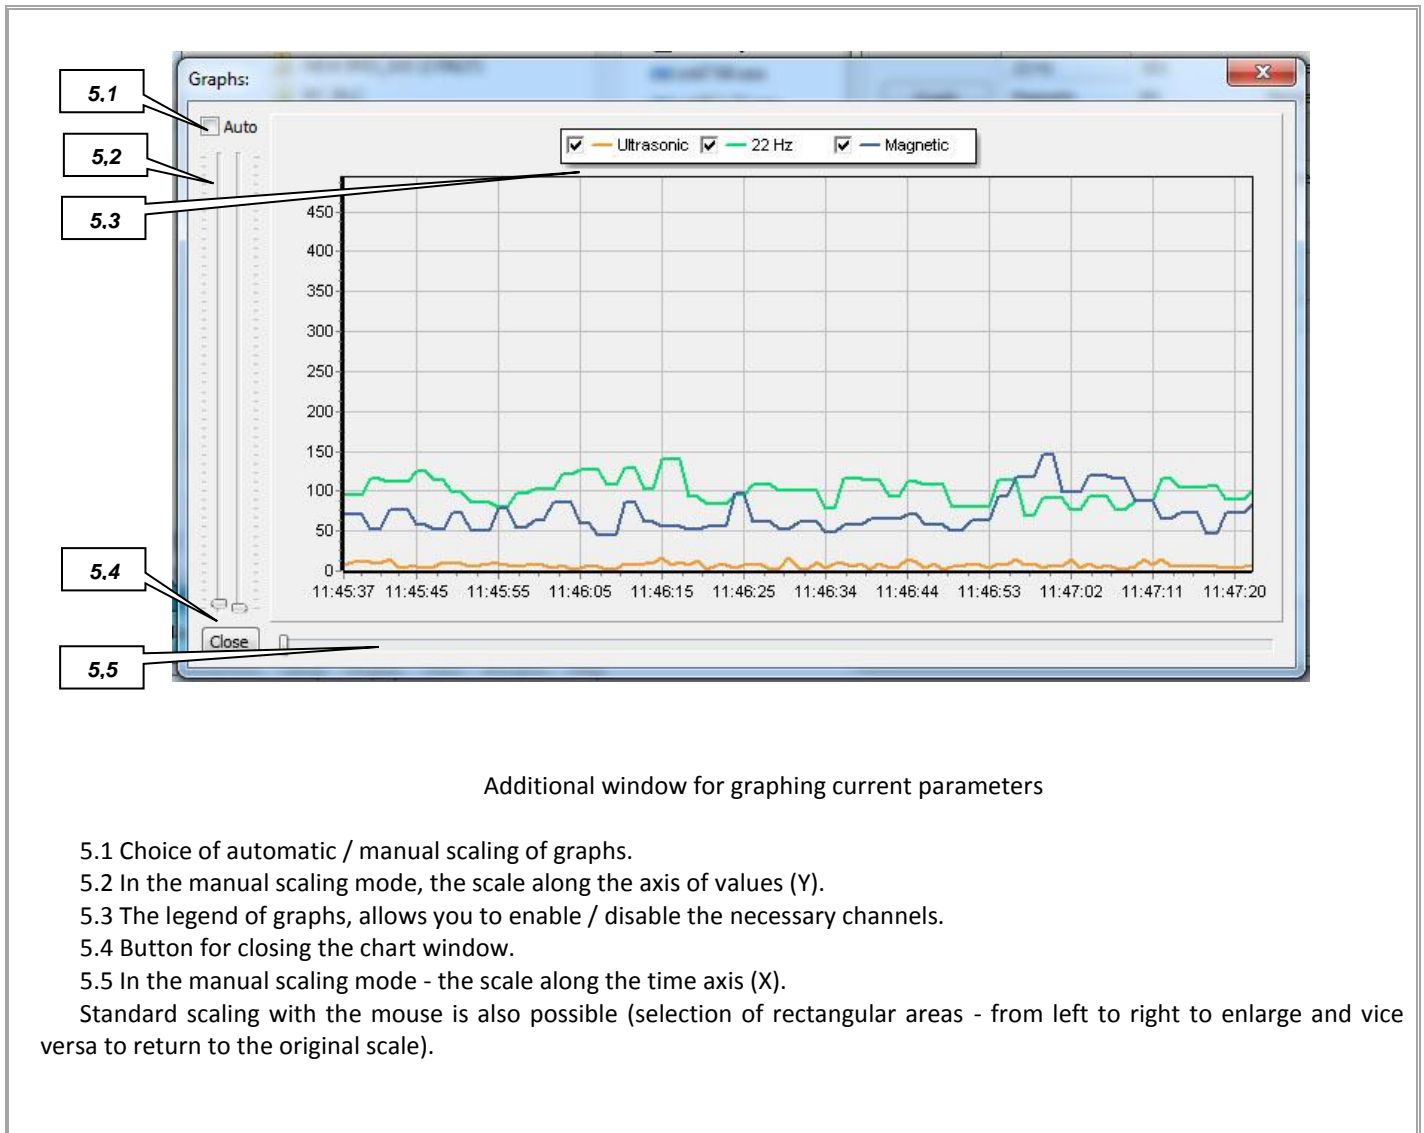 Graphs:
5.1
Auto
Ultrasonic 22 Hz Magnetic
5,2
5.3
450
400
350
300
250
200
150
100
50
0
11:45:37 11:45:45 11:45:55 11:46:05 11:46:15 11:46:25 11:46:34 11:46:44 11:46:53 11:47:02 11:47:11 11:47:20
5.4
Close
5,5
Additional window for graphing current parameters
5.1 Choice of automatic / manual scaling of graphs.
5.2 In the manual scaling mode, the scale along the axis of values (Y).
5.3 The legend of graphs, allows you to enable / disable the necessary channels.
5.4 Button for closing the chart window.
5.5 In the manual scaling mode - the scale along the time axis (X).
Standard scaling with the mouse is also possible (selection of rectangular areas - from left to right to enlarge and vice
versa to return to the original scale).